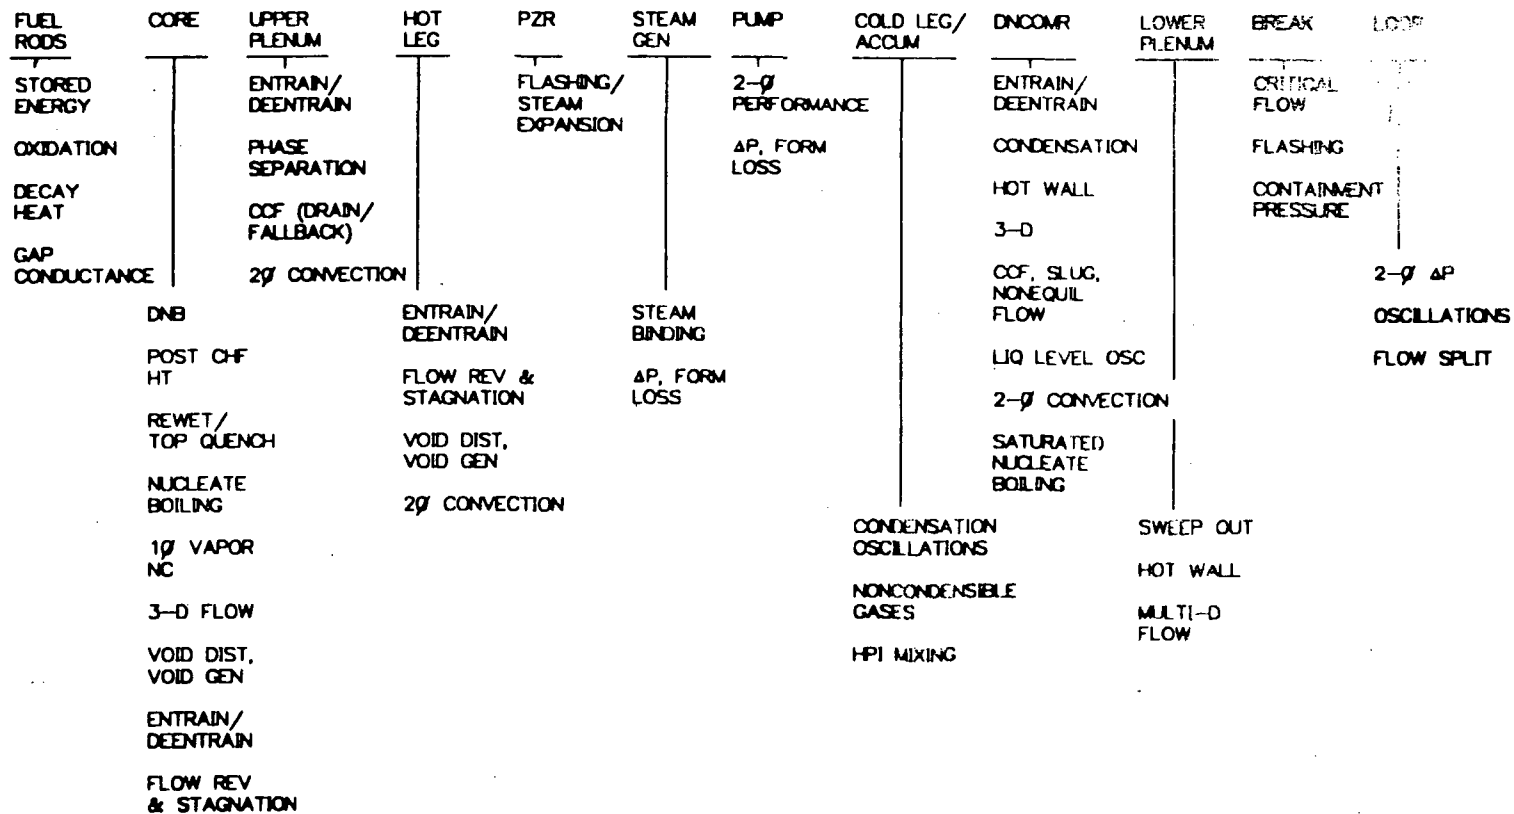 FUEL
RODS
STORED
ENERGY
OXIDATION
DECAY
HEAT
GAP
CONDUCTANCE
CORE
DNB
POST CHF
HT
REWET/
TOP QUENCH
NUCLEATE
BOILING
1Ø VAPOR
NC
3-D FLOW
VOID DIST,
VOID GEN
ENTRAIN/
DEENTRAIN
FLOW REV
& STAGNATION
UPPER
PLENUM
ENTRAIN/
DEENTRAIN
PHASE
SEPARATION
CCF (DRAIN/
FALLBACK)
2Ø CONVECTION
HOT
LEG
ENTRAIN/
DEENTRAIN
FLOW REV &
STAGNATION
VOID DIST,
VOID GEN
2Ø CONVECTION
PZR
FLASHING/
STEAM
EXPANSION
STEAM
GEN
STEAM
BINDING
ΔP, FORM
LOSS
PUMP
2-Ø
PERFORMANCE
ΔP, FORM
LOSS
COLD LEG/
ACCUM
CONDENSATION
OSCILLATIONS
NONCONDENSIBLE
GASES
HPI MIXING
DNCOMR
ENTRAIN/
DEENTRAIN
CONDENSATION
HOT WALL
3-D
CCF, SLUG,
NONEQUIL
FLOW
LIQ LEVEL OSC
2-Ø CONVECTION
SATURATED
NUCLEATE
BOILING
LOWER
PLENUM
SWEEP OUT
HOT WALL
MULTI-D
FLOW
BREAK
CRITICAL
FLOW
FLASHING
CONTAINMENT
PRESSURE
LOOP
2-Ø ΔP
OSCILLATIONS
FLOW SPLIT